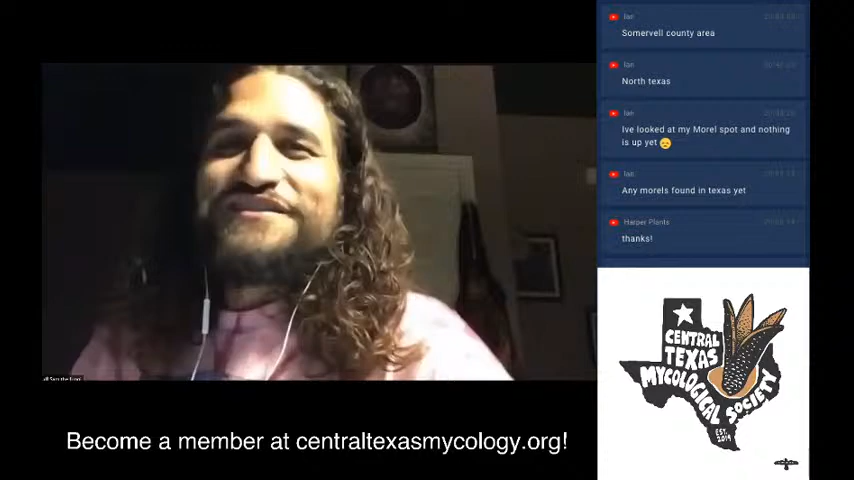 Ian
Somervell county area
Ian
North texas
Ian
Ive looked at my Morel spot and nothing
is up yet 😞
Ian
Any morels found in texas yet
Harper Plants
thanks!
CENTRAL
TEXAS
MYCOLOGICAL SOCIETY
EST.
2019
Become a member at centraltexasmycology.org!